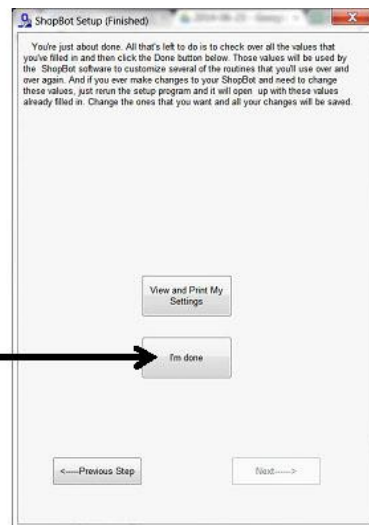 ShopBot Setup (Finished)
You're just about done. All that's left to do is to check over all the values that
you've filled in and then click the Done button below. Those values will be used by
the ShopBot software to customize several of the routines that you'll use over and
over again. And if you ever make changes to your ShopBot and need to change
these values, just rerun the setup program and it will open up with these values
already filled in. Change the ones that you want and all your changes will be saved.
View and Print My
Settings
I'm done
<----Previous Step
Next---->